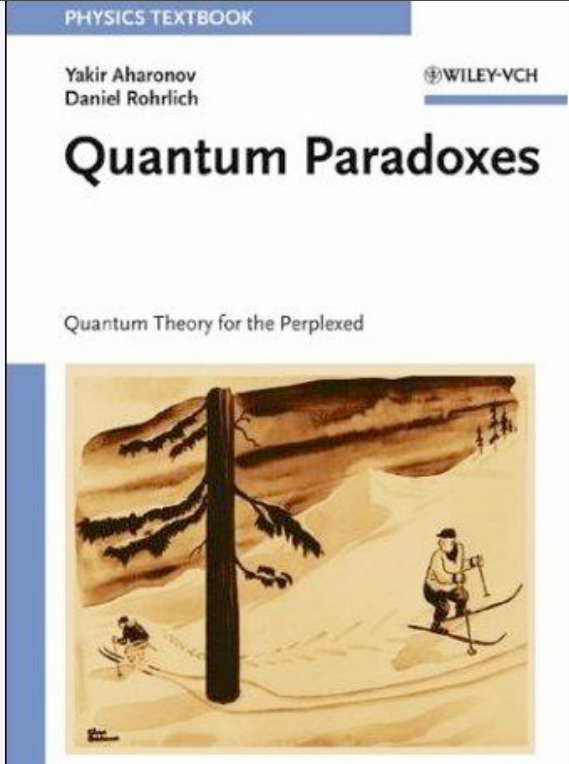 PHYSICS TEXTBOOK
Yakir Aharonov
Daniel Rohrlich
WILEY-VCH
Quantum Paradoxes
Quantum Theory for the Perplexed